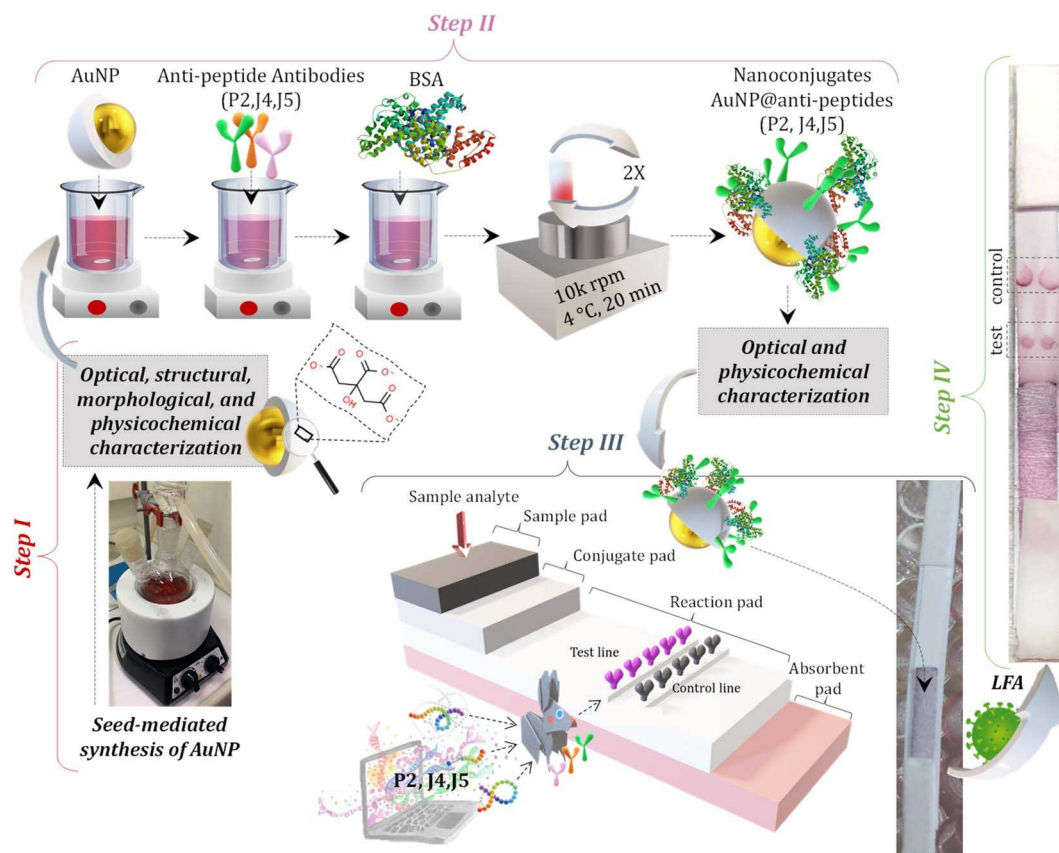 Step II
AuNP
Anti-peptide Antibodies
(P2,J4,J5)
BSA
Nanoconjugates
AuNP@anti-peptides
(P2, J4,J5)
2X
10k rpm
4 °C, 20 min
control
test
Step IV
Optical and
physicochemical
characterization
Optical, structural,
morphological, and
physicochemical
characterization
O
O
O-
O-
OH
O
O-
Step I
Seed-mediated
synthesis of AuNP
Step III
Sample analyte
Sample pad
Conjugate pad
Reaction pad
Test line
Control line
Absorbent
pad
P2, J4,J5
LFA